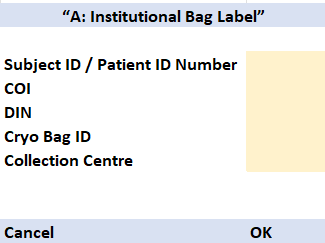 “A: Institutional Bag Label”
Subject ID / Patient ID Number
COI
DIN
Cryo Bag ID
Collection Centre
Cancel OK